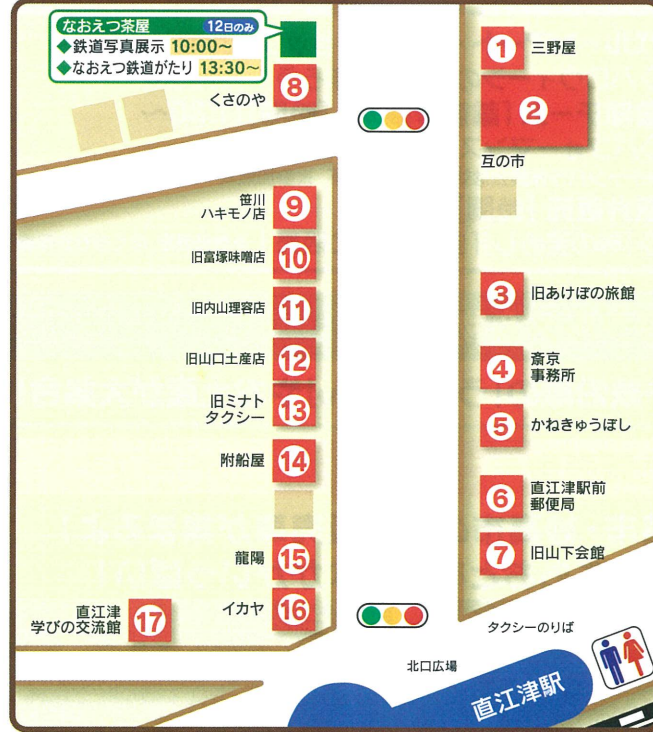 なおえつ茶屋 12日のみ
◆鉄道写真展示 10:00～
◆なおえつ鉄道がたり 13:30～
1 三野屋
2
互の市
8
くさのや
9
笹川
ハキモノ店
10 旧富塚味噌店
11 旧内山理容店
12 旧山口土産店
13
旧ミナト
タクシー
14 附船屋
15 龍陽
16 イカヤ
17
直江津
学びの交流館
3 旧あけぼの旅館
4
斎京
事務所
5 かねきゅうぼし
6
直江津駅前
郵便局
7 旧山下会館
タクシーのりば
北口広場
直江津駅